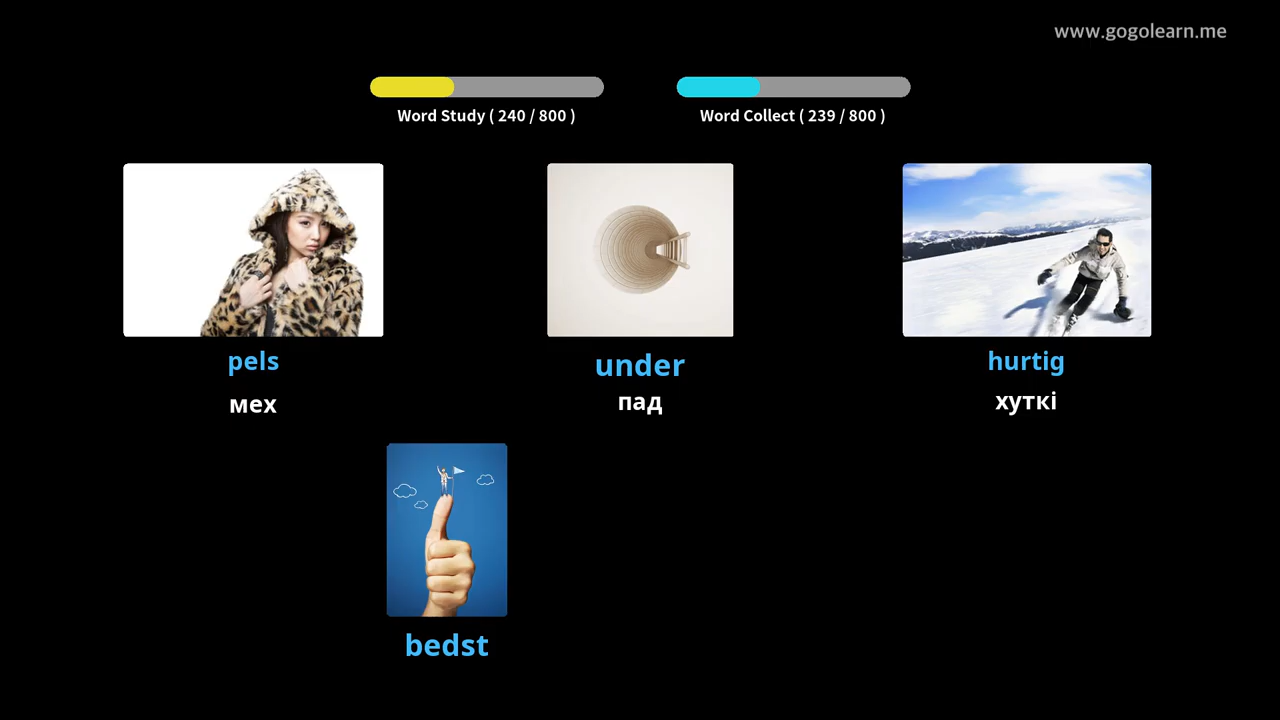 www.gogolearn.me
Word Study ( 240 / 800 )
Word Collect ( 239 / 800 )
pels
мех
under
пад
hurtig
хуткі
bedst